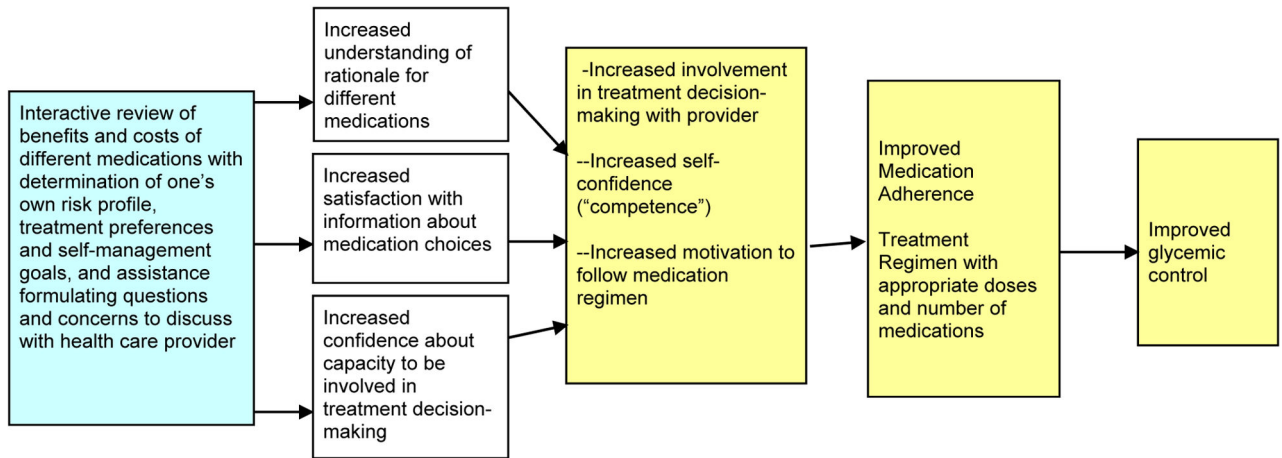 Interactive review of
benefits and costs of
different medications with
determination of one’s
own risk profile,
treatment preferences
and self-management
goals, and assistance
formulating questions
and concerns to discuss
with health care provider
Increased
understanding of
rationale for
different
medications
Increased
satisfaction with
information about
medication choices
Increased
confidence about
capacity to be
involved in
treatment decision-
making
-Increased involvement
in treatment decision-
making with provider
--Increased self-
confidence
(“competence”)
--Increased motivation to
follow medication
regimen
Improved
Medication
Adherence
Treatment
Regimen with
appropriate doses
and number of
medications
Improved
glycemic
control